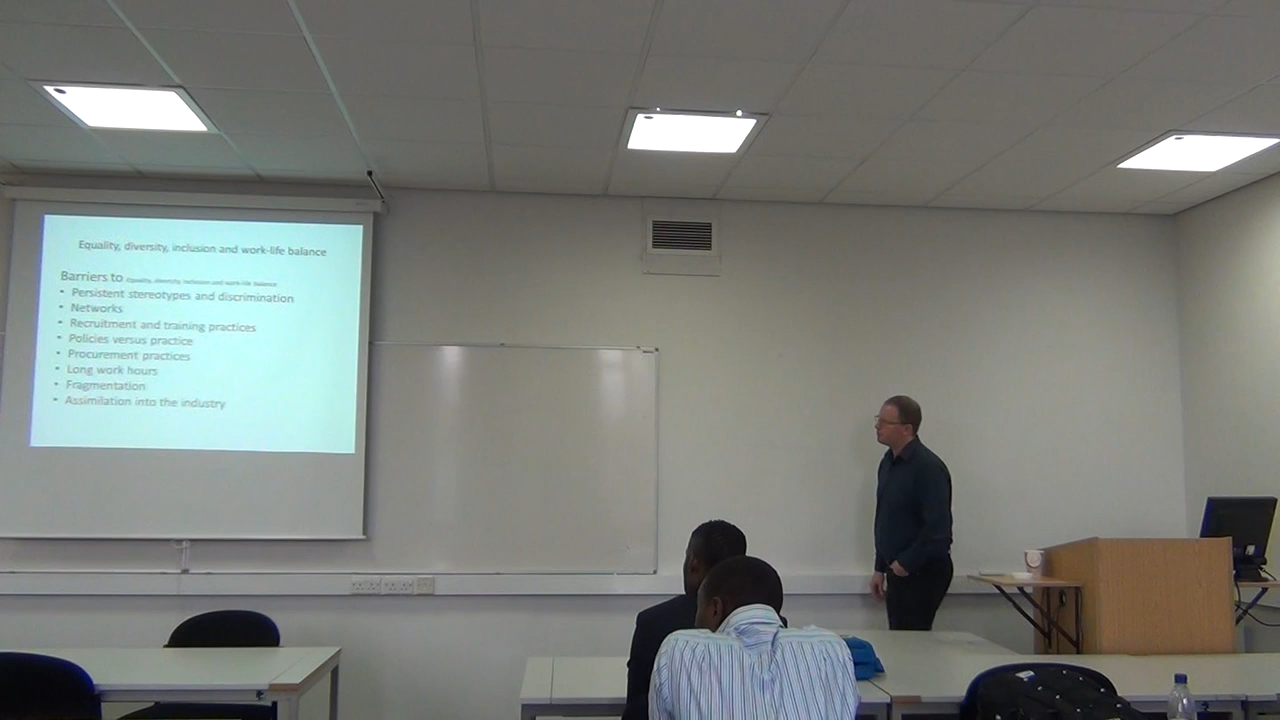 Equality, diversity, inclusion and work-life balance
Barriers to Equality, diversity, inclusion and work-life balance
• Persistent stereotypes and discrimination
• Networks
• Recruitment and training practices
• Policies versus practice
• Procurement practices
• Long work hours
• Fragmentation
• Assimilation into the industry